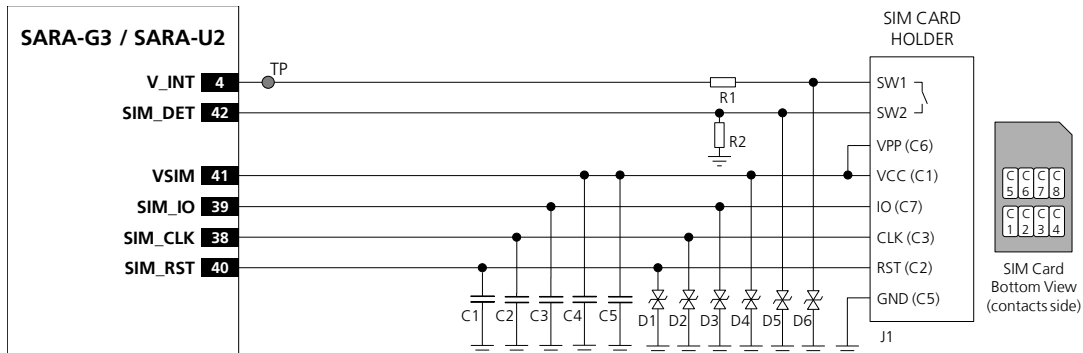 SIM CARD
HOLDER
SARA-G3 / SARA-U2
TP
V_INT 4
R1
SW1
SIM_DET 42
SW2
R2
VPP (C6)
VSIM 41
VCC (C1)
SIM_IO 39
IO (C7)
SIM_CLK 38
CLK (C3)
SIM_RST 40
RST (C2)
GND (C5)
C1 C2 C3 C4 C5 D1 D2 D3 D4 D5 D6
J1
C5 C6 C7 C8
C1 C2 C3 C4
SIM Card
Bottom View
(contacts side)